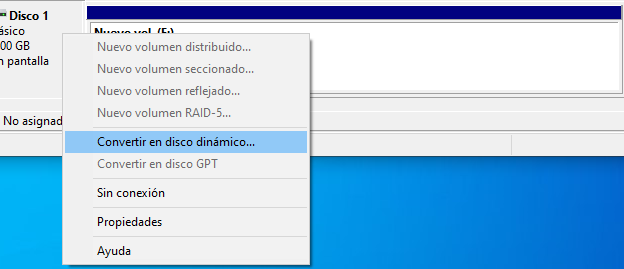 Disco 1
ásico
00 GB
n pantalla
Nuevo vol (E:)
Nuevo volumen distribuido...
Nuevo volumen seccionado...
Nuevo volumen reflejado...
Nuevo volumen RAID-5...
No asignad
Convertir en disco dinámico...
Convertir en disco GPT
Sin conexión
Propiedades
Ayuda